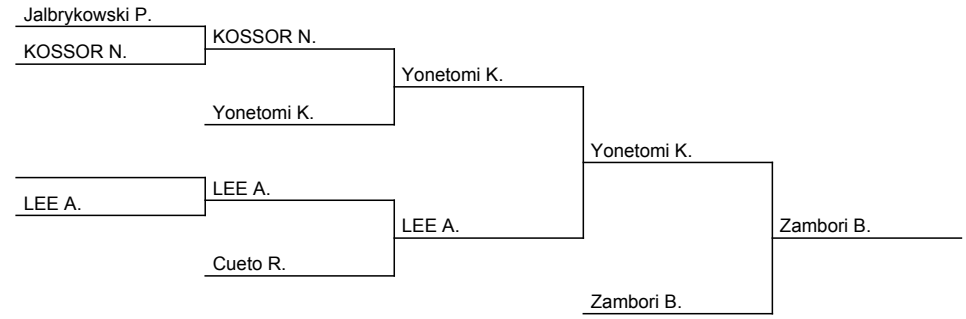 Jalbrykowski P.
KOSSOR N.
KOSSOR N.
Yonetomi K.
Yonetomi K.
Yonetomi K.
LEE A.
LEE A.
LEE A.
Zambori B.
Cueto R.
Zambori B.